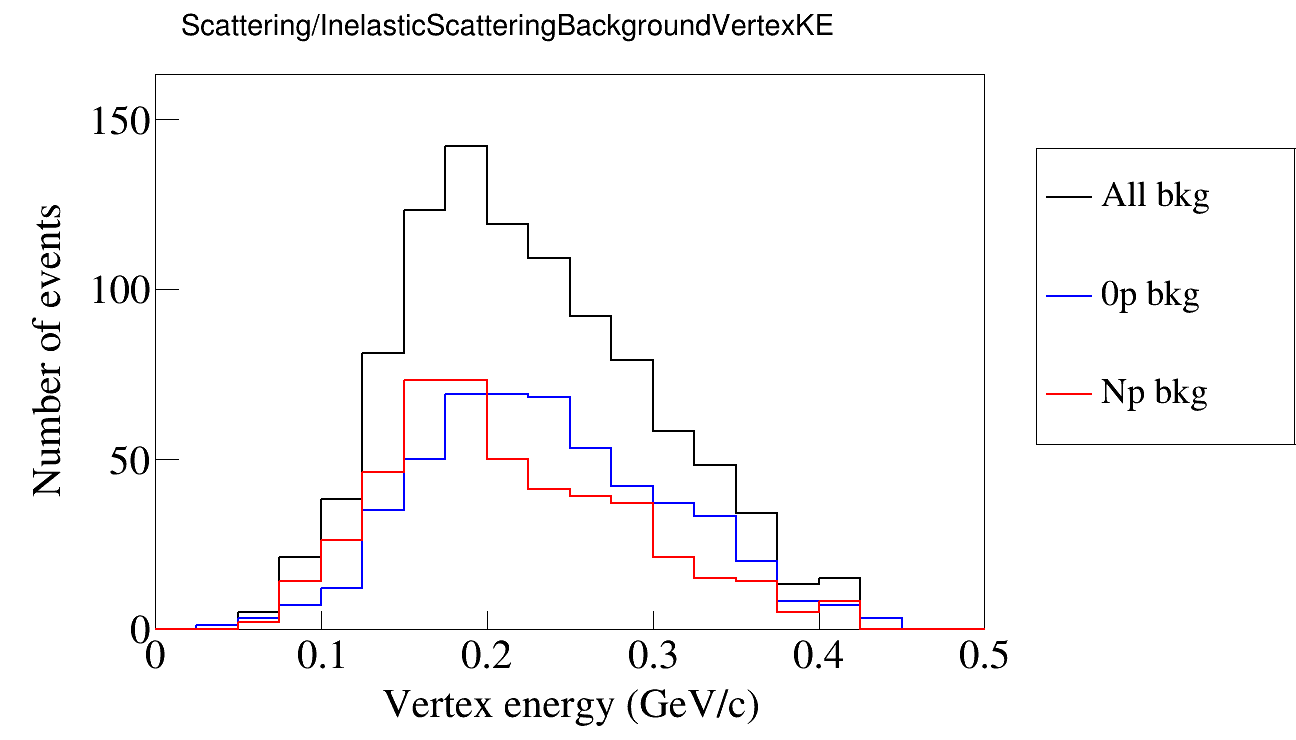 Scattering/InelasticScatteringBackgroundVertexKE
150
100
50
0
0 0.1 0.2 0.3 0.4 0.5
Number of events
Vertex energy (GeV/c)
All bkg
0p bkg
Np bkg